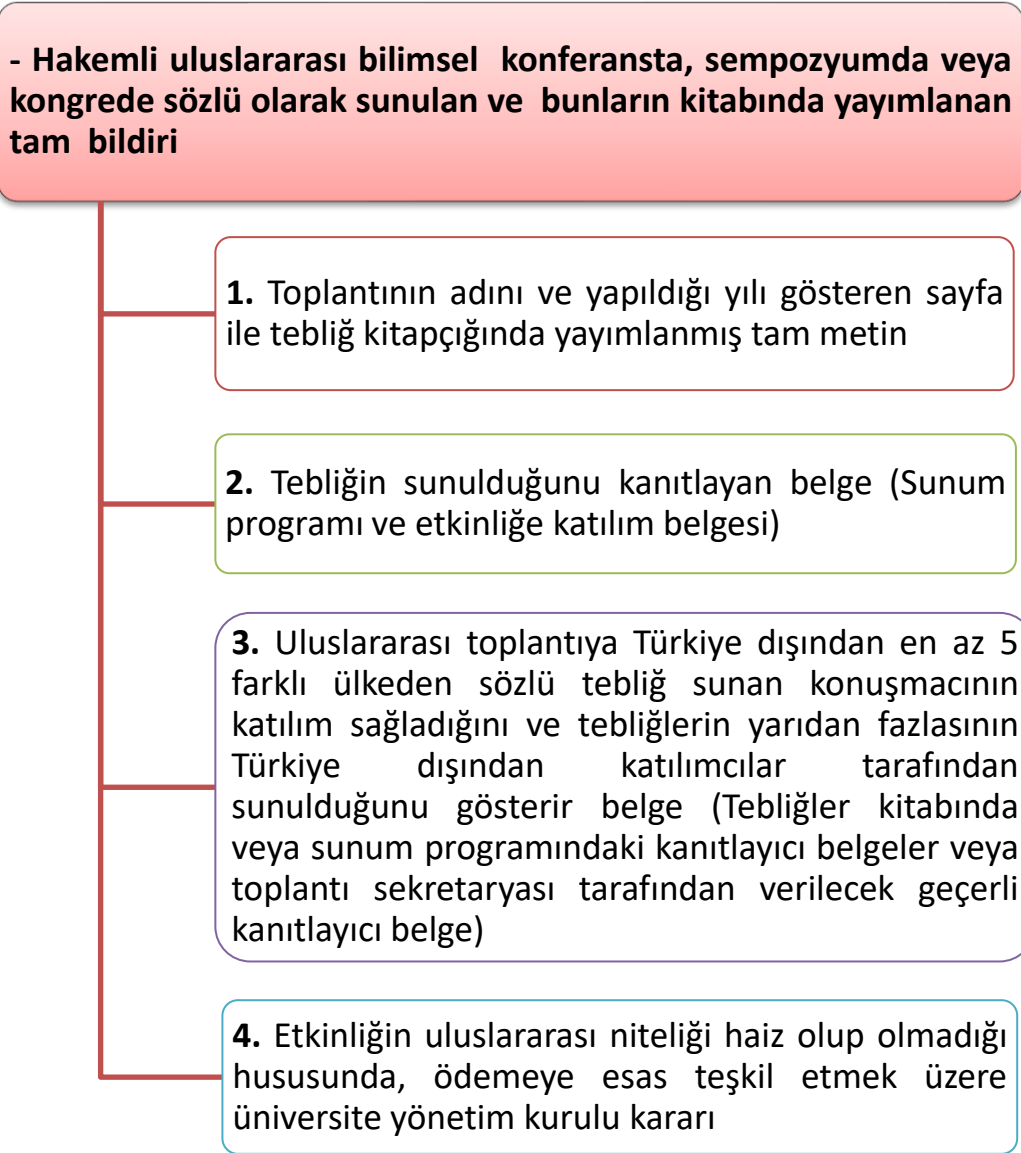 - Hakemli uluslararası bilimsel konferansta, sempozyumda veya
kongrede sözlü olarak sunulan ve bunların kitabında yayımlanan
tam bildiri
1. Toplantının adını ve yapıldığı yılı gösteren sayfa
ile tebliğ kitapçığında yayımlanmış tam metin
2. Tebliğin sunulduğunu kanıtlayan belge (Sunum
programı ve etkinliğe katılım belgesi)
3. Uluslararası toplantıya Türkiye dışından en az 5
farklı ülkeden sözlü tebliğ sunan konuşmacının
katılım sağladığını ve tebliğlerin yarıdan fazlasının
Türkiye dışından katılımcılar tarafından
sunulduğunu gösterir belge (Tebliğler kitabında
veya sunum programındaki kanıtlayıcı belgeler veya
toplantı sekretaryası tarafından verilecek geçerli
kanıtlayıcı belge)
4. Etkinliğin uluslararası niteliği haiz olup olmadığı
hususunda, ödemeye esas teşkil etmek üzere
üniversite yönetim kurulu kararı